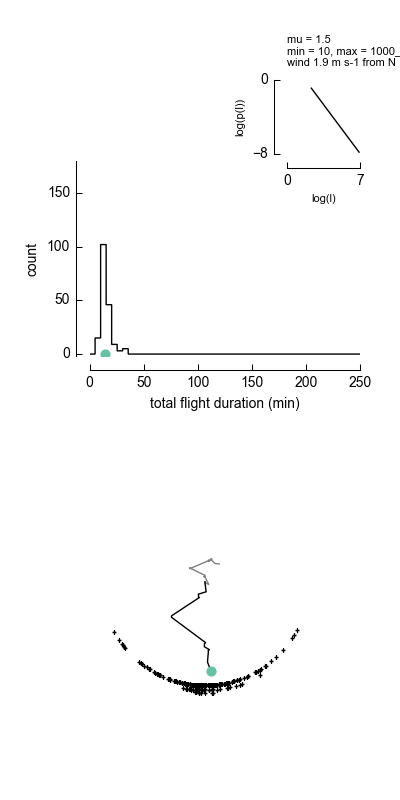 mu = 1.5
min = 10, max = 1000_
wind 1.9 m s-1 from N
0
−8
log(p(l))
0 7
log(l)
150
100
50
0
count
0 50 100 150 200 250
total flight duration (min)